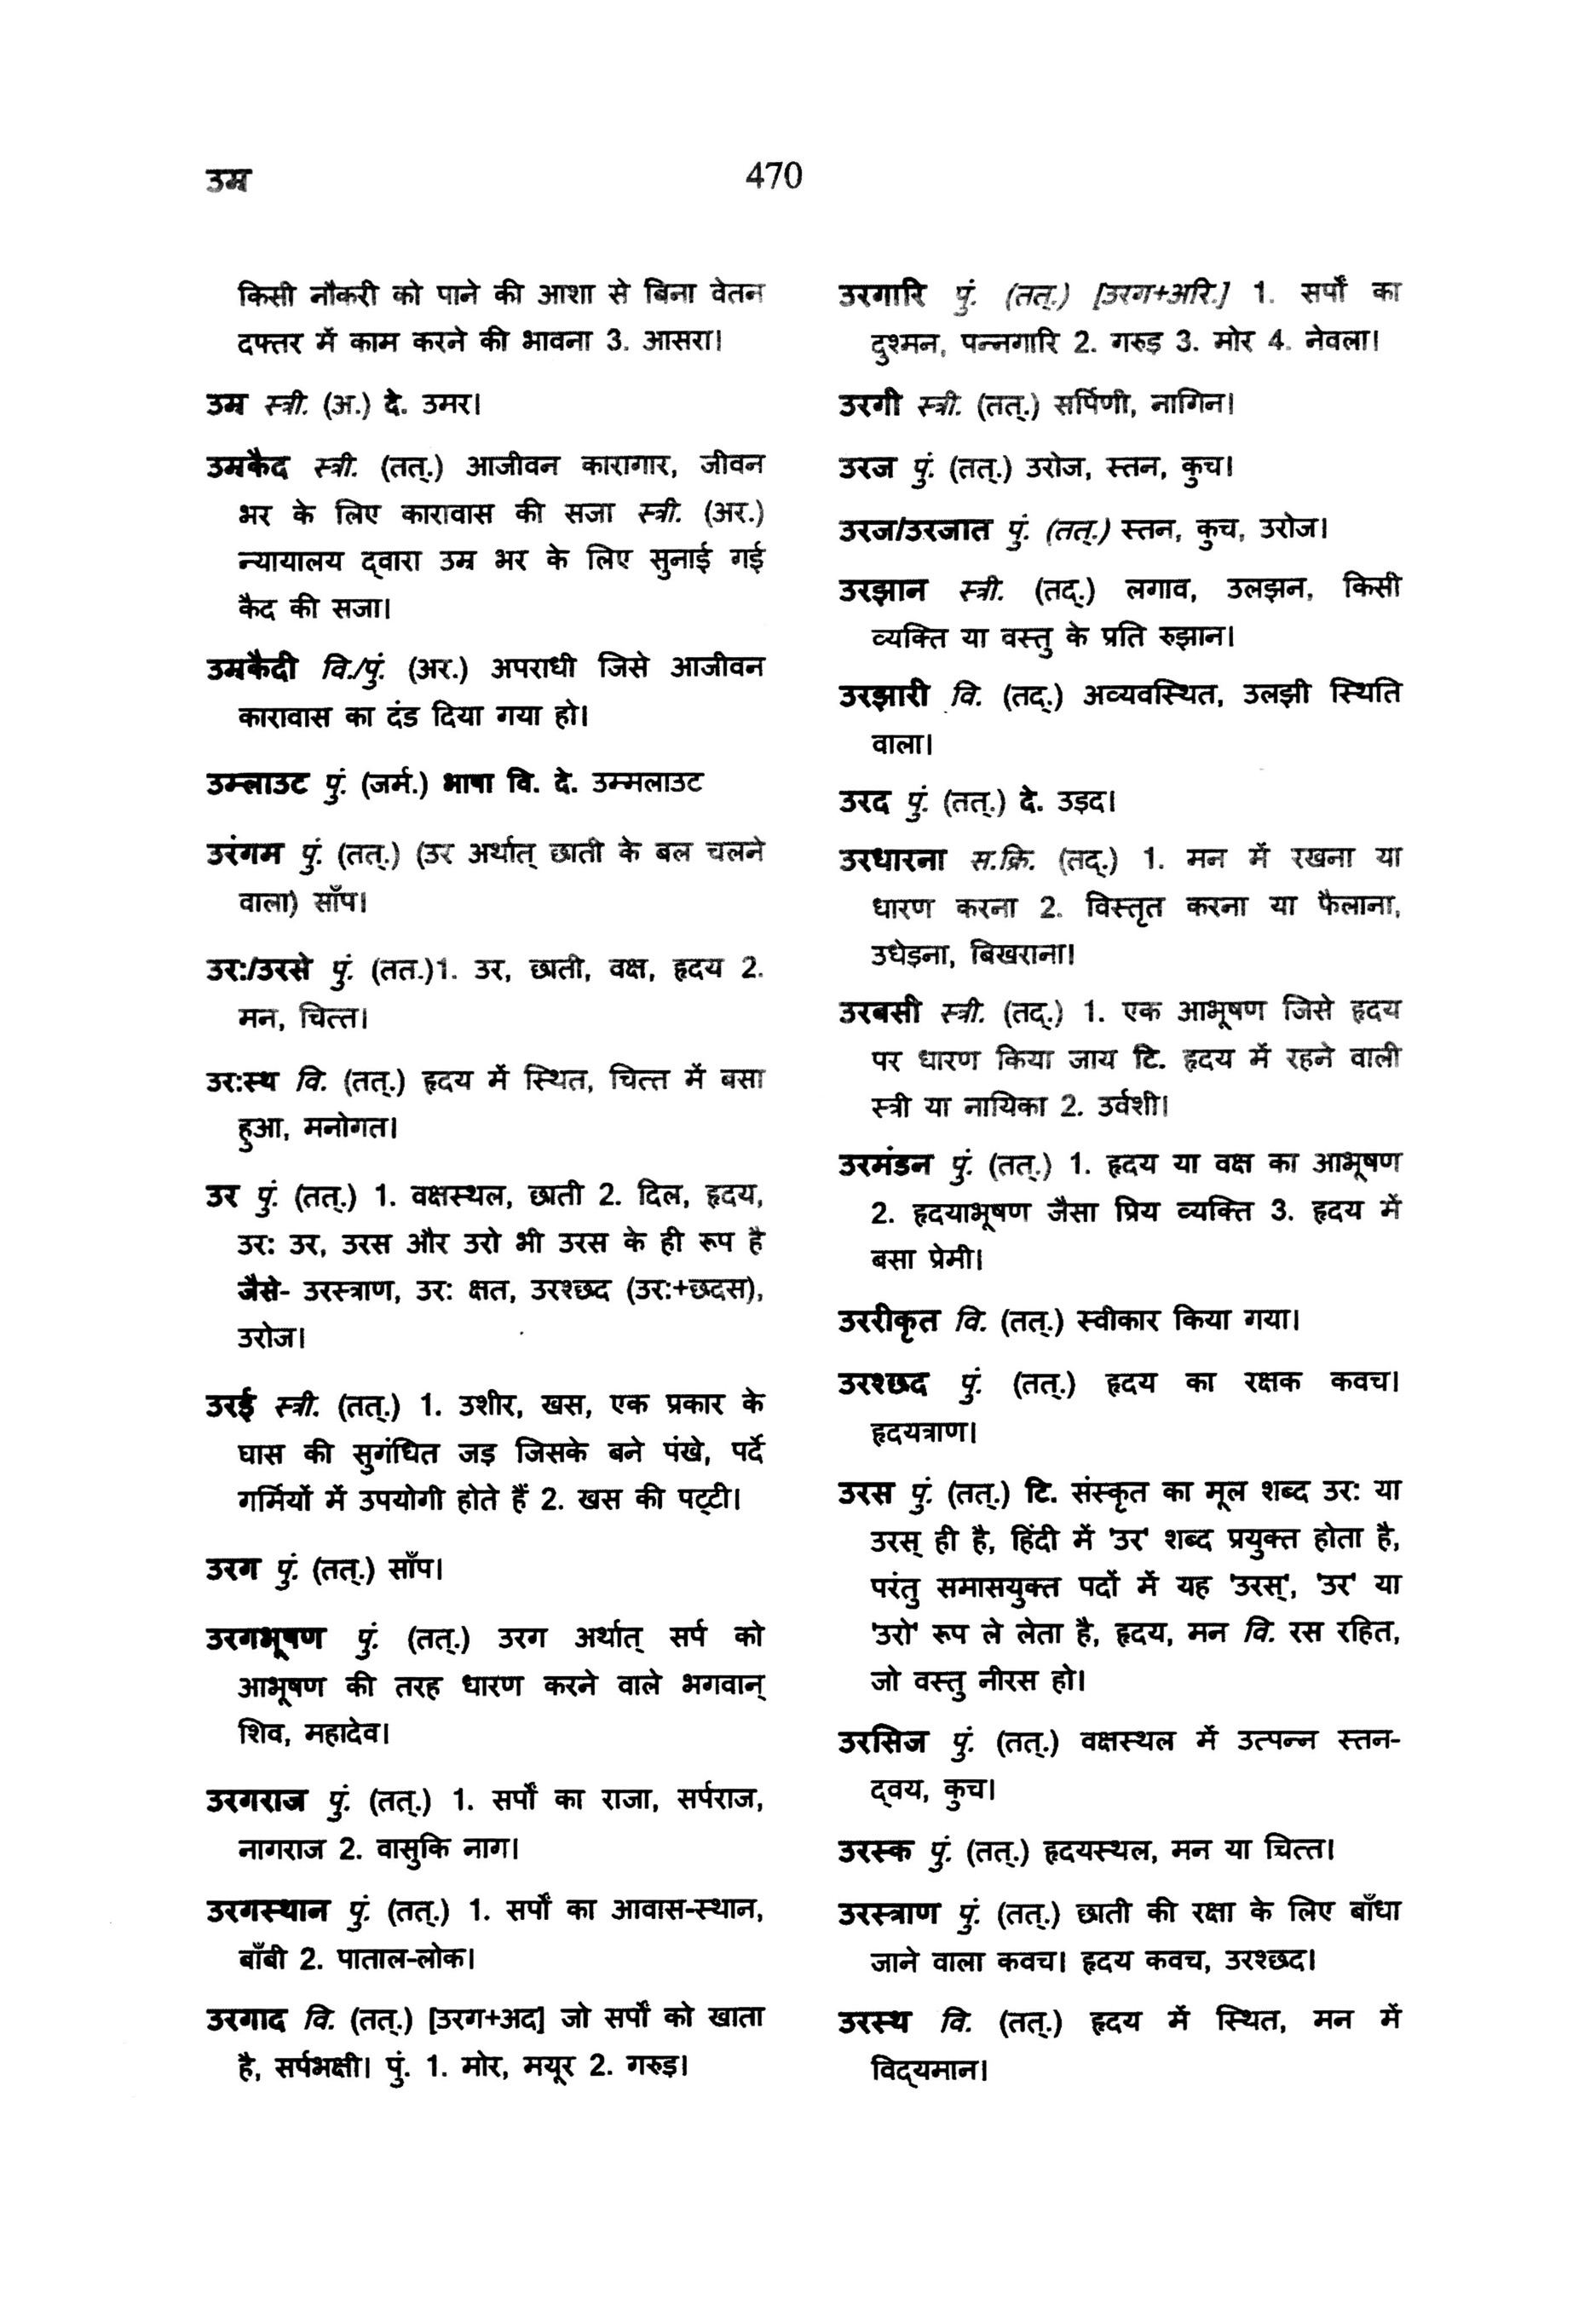 उम्र
470
किसी नौकरी को पाने की आशा से बिना वेतन
दफ्तर में काम करने की भावना 3. आसरा।
उम्र स्त्री. (अ.) दे. उमर।
उम्रकैद स्त्री. (तत्.) आजीवन कारागार, जीवन
भर के लिए कारावास की सजा स्त्री. (अर.)
न्यायालय द्वारा उम्र भर के लिए सुनाई गई
कैद की सजा।
उम्रकैदी वि./पुं. (अर.) अपराधी जिसे आजीवन
कारावास का दंड दिया गया हो।
उम्लाउट पुं. (जर्म.) भाषा वि. दे. उम्मलाउट
उरंगम पुं. (तत्.) (उर अर्थात् छाती के बल चलने
वाला) साँप।
उर:/उरसे पुं. (तत.)1. उर, छाती, वक्ष, हृदय 2.
मन, चित्त।
उर:स्थ वि. (तत्.) हृदय में स्थित, चित्त में बसा
हुआ, मनोगत।
उर पुं. (तत्.) 1. वक्षस्थल, छाती 2. दिल, हृदय,
उर: उर, उरस और उरो भी उरस के ही रूप है
जैसे- उरस्त्राण, उर: क्षत, उरश्छद (उर:+छदस),
उरोज।
उरई स्त्री. (तत्.) 1. उशीर, खस, एक प्रकार के
घास की सुगंधित जड़ जिसके बने पंखे, पर्दे
गर्मियों में उपयोगी होते हैं 2. खस की पट्टी।
उरग पुं. (तत्.) साँप।
उरगभूषण पुं. (तत्.) उरग अर्थात् सर्प को
आभूषण की तरह धारण करने वाले भगवान्
शिव, महादेव।
उरगराज पुं. (तत्.) 1. सर्पों का राजा, सर्पराज,
नागराज 2. वासुकि नाग।
उरगस्थान पुं. (तत्.) 1. सर्पों का आवास-स्थान,
बाँबी 2. पाताल-लोक।
उरगाद वि. (तत्.) [उरग+अद] जो सर्पों को खाता
है, सर्पभक्षी। पुं. 1. मोर, मयूर 2. गरुड़।
उरगारि पुं. (तत्.) [उरग+अरि.] 1. सर्पों का
दुश्मन, पन्नगारि 2. गरुड़ 3. मोर 4. नेवला।
उरगी स्त्री. (तत्.) सर्पिणी, नागिन।
उरज पुं. (तत्.) उरोज, स्तन, कुच।
उरज/उरजात पुं. (तत्.) स्तन, कुच, उरोज।
उरझान स्त्री. (तद्.) लगाव, उलझन, किसी
व्यक्ति या वस्तु के प्रति रुझान।
उरझारी वि. (तद्.) अव्यवस्थित, उलझी स्थिति
वाला।
उरद पुं. (तत्.) दे. उड़द।
उरधारना स.क्रि. (तद्.) 1. मन में रखना या
धारण करना 2. विस्तृत करना या फैलाना,
उधेड़ना, बिखराना।
उरबसी स्त्री. (तद्.) 1. एक आभूषण जिसे हृदय
पर धारण किया जाय टि. हृदय में रहने वाली
स्त्री या नायिका 2. उर्वशी।
उरमंडन पुं. (तत्.) 1. हृदय या वक्ष का आभूषण
2. हृदयाभूषण जैसा प्रिय व्यक्ति 3. हृदय में
बसा प्रेमी।
उररीकृत वि. (तत्.) स्वीकार किया गया।
उरश्छद पुं. (तत्.) हृदय का रक्षक कवच।
हृदयत्राण।
उरस पुं. (तत्.) टि. संस्कृत का मूल शब्द उर: या
उरस् ही है, हिंदी में 'उर' शब्द प्रयुक्त होता है,
परंतु समासयुक्त पदों में यह 'उरस्', 'उर' या
'उरो' रूप ले लेता है, हृदय, मन वि. रस रहित,
जो वस्तु नीरस हो।
उरसिज पुं. (तत्.) वक्षस्थल में उत्पन्न स्तन-
द्वय, कुच।
उरस्क पुं. (तत्.) हृदयस्थल, मन या चित्त।
उरस्त्राण पुं. (तत्.) छाती की रक्षा के लिए बाँधा
जाने वाला कवच। हृदय कवच, उरश्छद।
उरस्थ वि. (तत्.) हृदय में स्थित, मन में
विद्यमान।